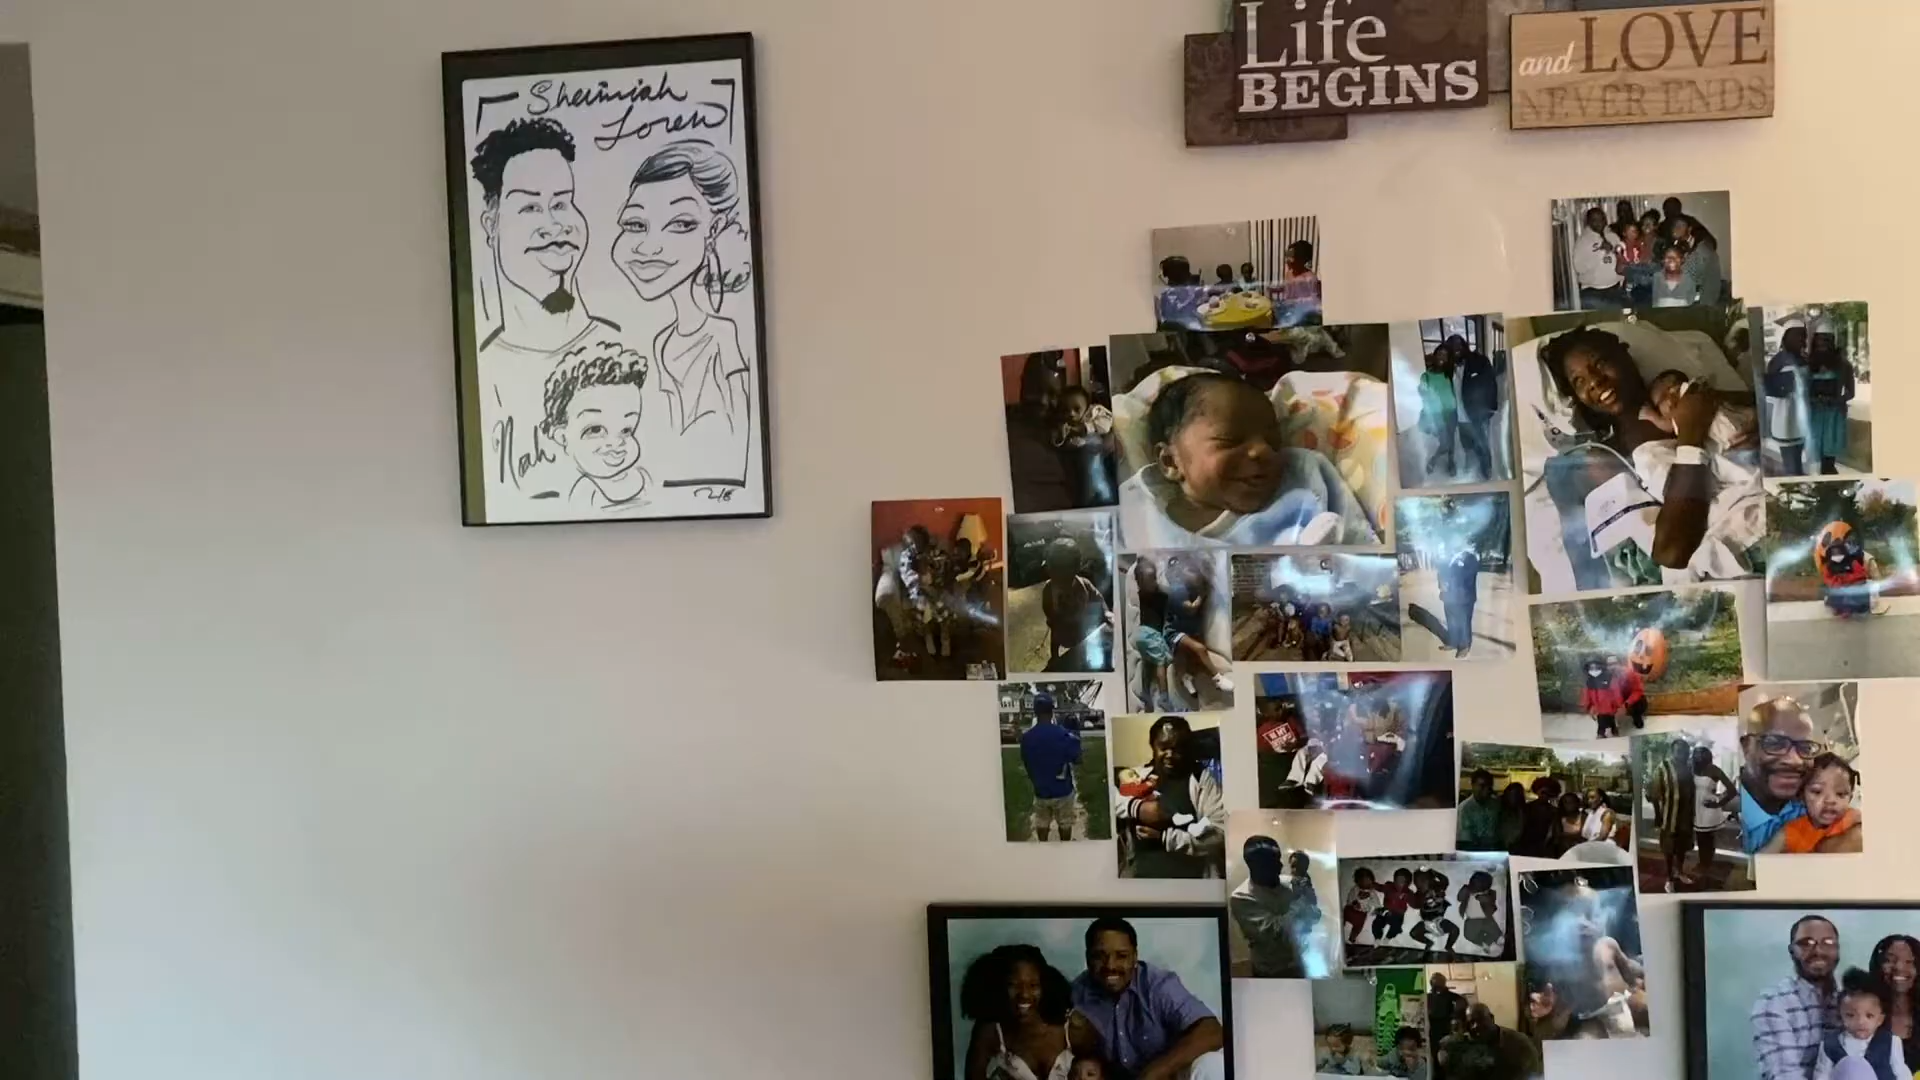 Sheimiah
Loren
Noah
Life
BEGINS
and LOVE
NEVER ENDS